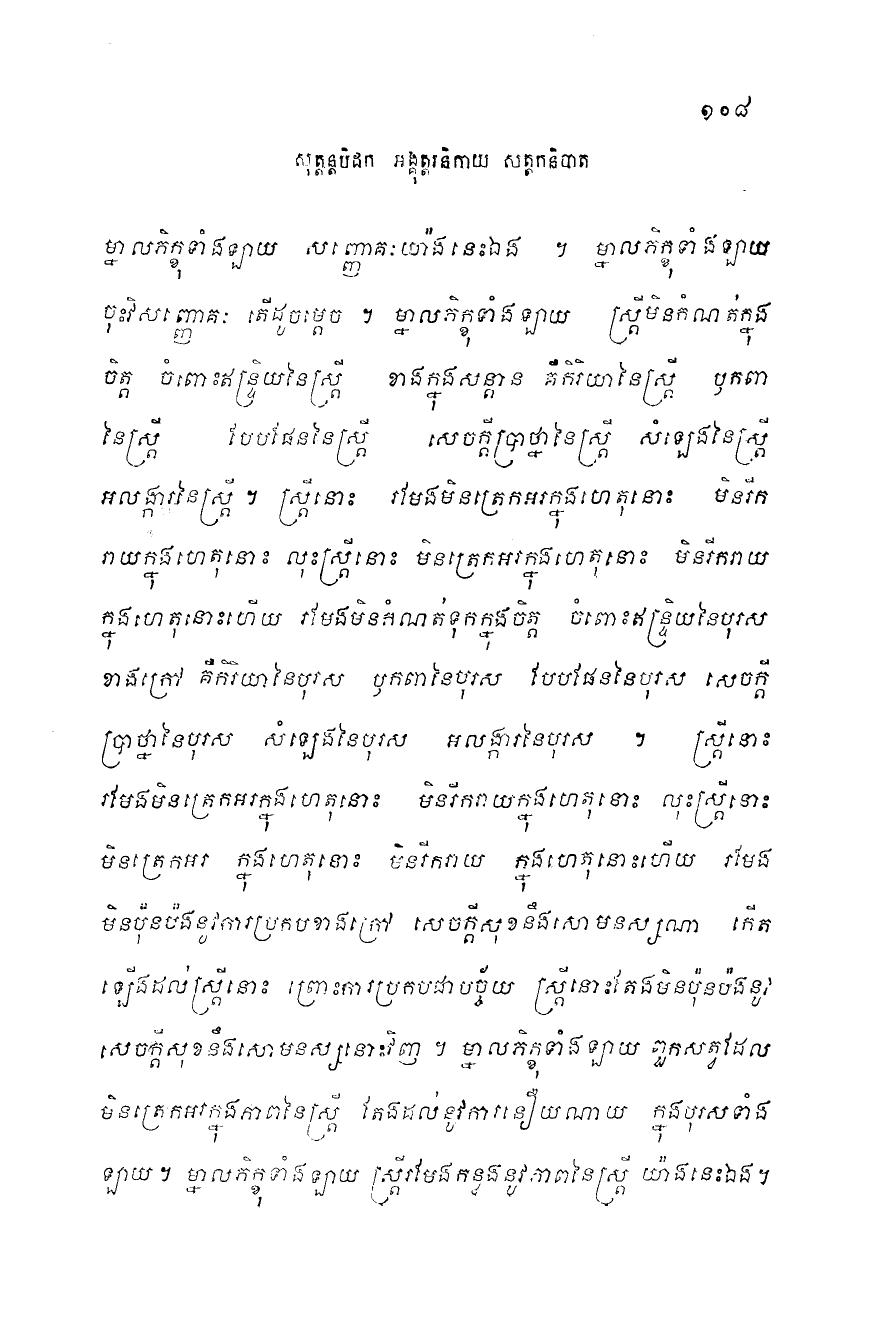 ១០៨
សុត្តន្តបិដក អង្គុត្តរនិកាយ សត្តកនិបាត
ម្នាលភិក្ខុទាំងឡាយ សញ្ញោគៈយ៉ាងនេះឯង ។ ម្នាលភិក្ខុទាំងឡាយ
ចុះវិសញ្ញោគៈ តើដូចម្តេច ។ ម្នាលភិក្ខុទាំងឡាយ ស្ត្រីមិនកំណត់ក្នុង
ចិត្ត ចំពោះឥន្ទ្រិយនៃស្ត្រី ខាងក្នុងសន្តាន គឺកិរិយានៃស្ត្រី ឫកពា
នៃស្ត្រី បែបផែននៃស្ត្រី សេចក្តីប្រាថ្នានៃស្ត្រី សំឡេងនៃស្ត្រី
អលង្ការនៃស្ត្រី ។ ស្ត្រីនោះ រមែងមិនត្រេកអរក្នុងហេតុនោះ មិនរីក
រាយក្នុងហេតុនោះ លុះស្ត្រីនោះ មិនត្រេកអរក្នុងហេតុនោះ មិនរីករាយ
ក្នុងហេតុនោះហើយ រមែងមិនកំណត់ទុកក្នុងចិត្ត ចំពោះឥន្ទ្រិយនៃបុរស
ខាងក្រៅ គឺកិរិយានៃបុរស ឫកពានៃបុរស បែបផែននៃបុរស សេចក្តី
ប្រាថ្នានៃបុរស សំឡេងនៃបុរស អលង្ការនៃបុរស ។ ស្ត្រីនោះ
រមែងមិនត្រេកអរក្នុងហេតុនោះ មិនរីករាយក្នុងហេតុនោះ លុះស្ត្រីនោះ
មិនត្រេកអរ ក្នុងហេតុនោះ មិនរីករាយ ក្នុងហេតុនោះហើយ រមែង
មិនប៉ុនប៉ងនូវការប្រកបខាងក្រៅ សេចក្តីសុខនឹងសោមនស្សណា កើត
ឡើងដល់ស្ត្រីនោះ ព្រោះការប្រកបជាបច្ច័យ ស្ត្រីនោះតែងមិនប៉ុនប៉ងនូវ
សេចក្តីសុខនឹងសោមនស្សនោះវិញ ។ ម្នាលភិក្ខុទាំងឡាយ ពួកសត្វដែល
មិនត្រេកអរក្នុងភាពនៃស្ត្រី តែងដល់នូវការនឿយណាយ ក្នុងបុរសទាំង
ឡាយ ។ ម្នាលភិក្ខុទាំងឡាយ ស្ត្រីរមែងកន្លងនូវភាពនៃស្ត្រី យ៉ាងនេះឯង ។